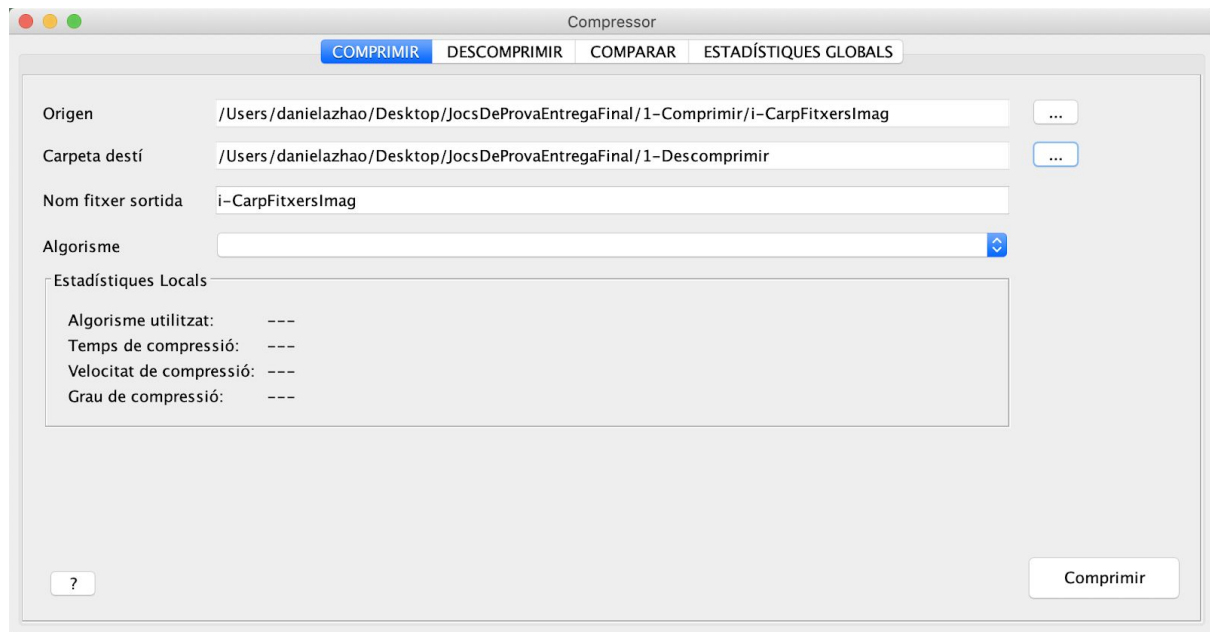 Compressor
COMPRIMIR DESCOMPRIMIR COMPARAR ESTADÍSTIQUES GLOBALS
Origen /Users/danielazhao/Desktop/JocsDeProvaEntregaFinal/1-Comprimir/i-CarpFitxersImag ...
Carpeta destí /Users/danielazhao/Desktop/JocsDeProvaEntregaFinal/1-Descomprimir ...
Nom fitxer sortida i-CarpFitxersImag
Algorisme
Estadístiques Locals
Algorisme utilitzat: ---
Temps de compressió: ---
Velocitat de compressió: ---
Grau de compressió: ---
? Comprimir